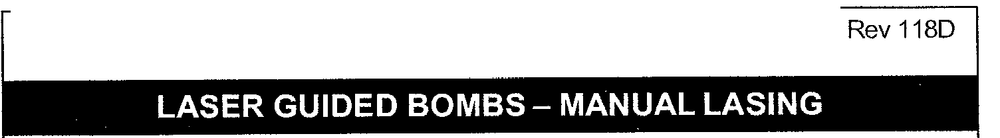 Rev 118D
LASER GUIDED BOMBS – MANUAL LASING